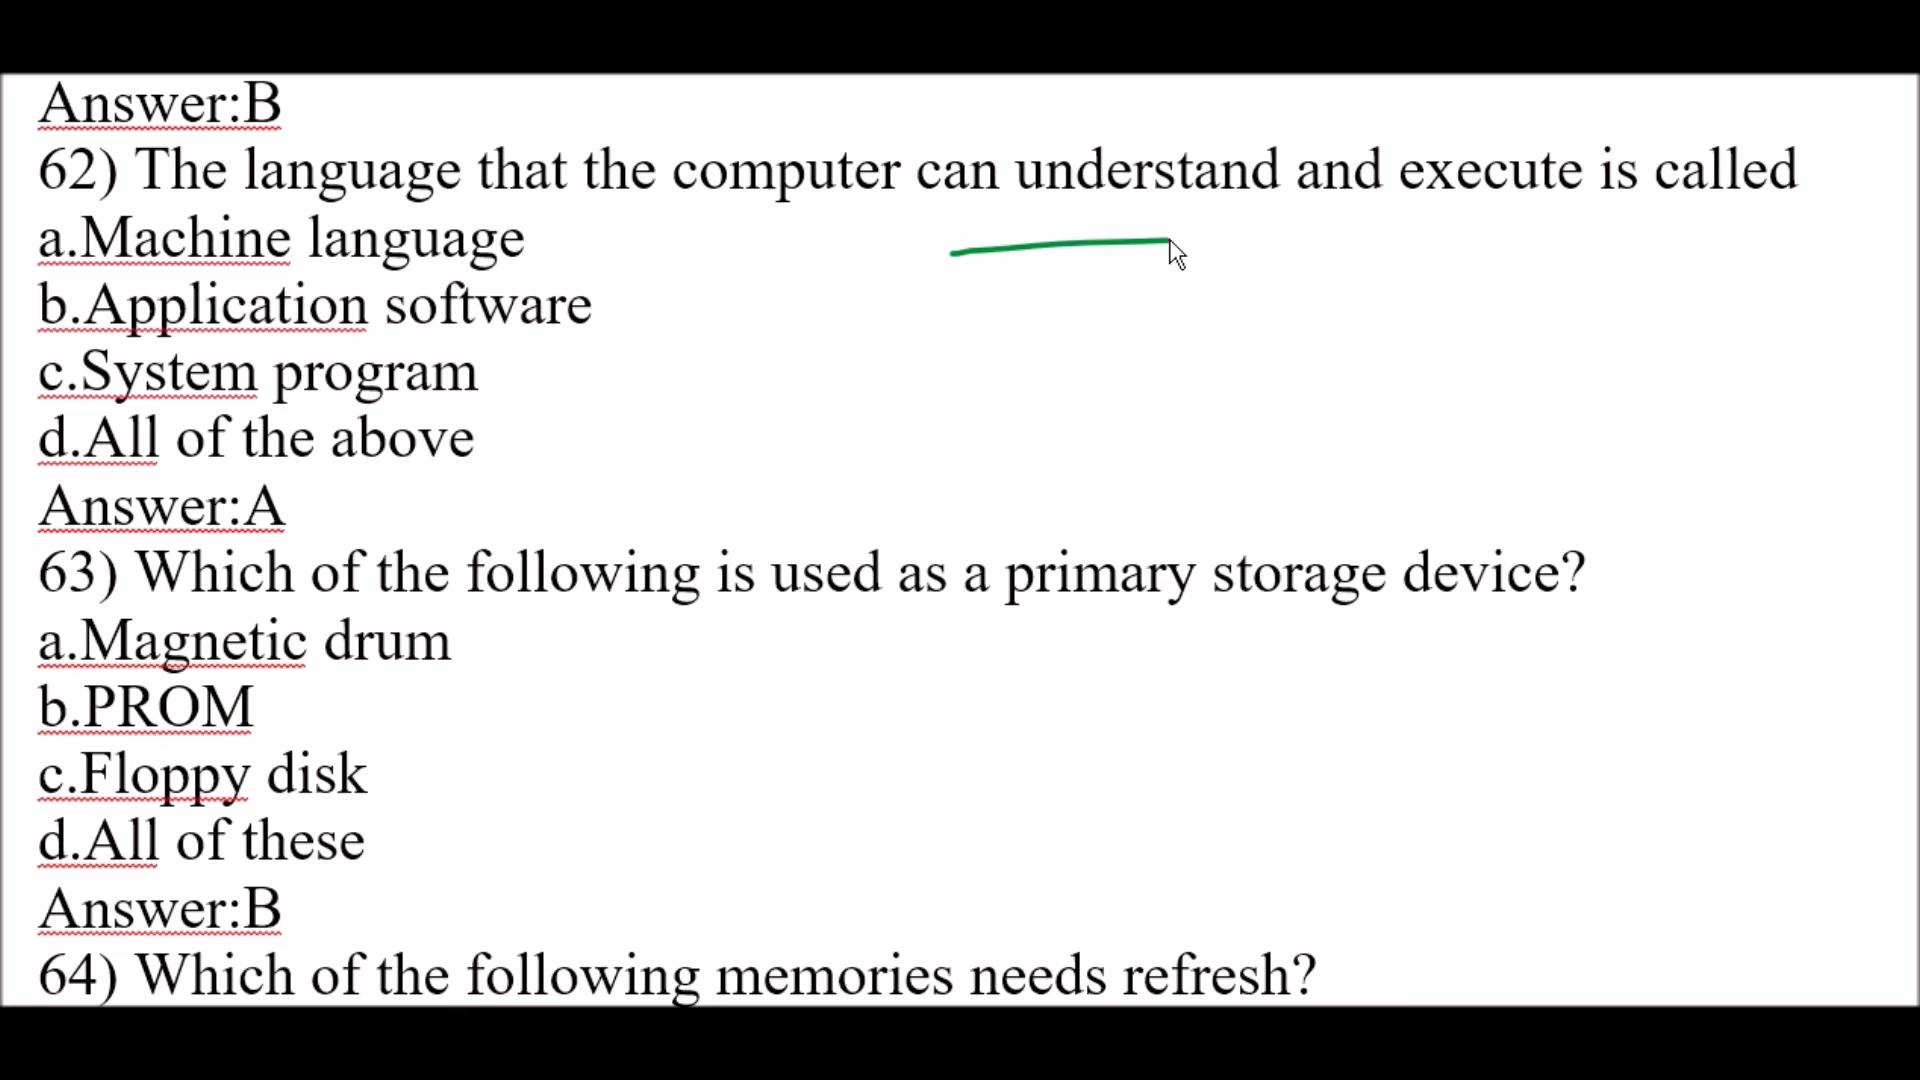 Answer:B
62) The language that the computer can understand and execute is called
a.Machine language
b.Application software
c.System program
d.All of the above
Answer:A
63) Which of the following is used as a primary storage device?
a.Magnetic drum
b.PROM
c.Floppy disk
d.All of these
Answer:B
64) Which of the following memories needs refresh?